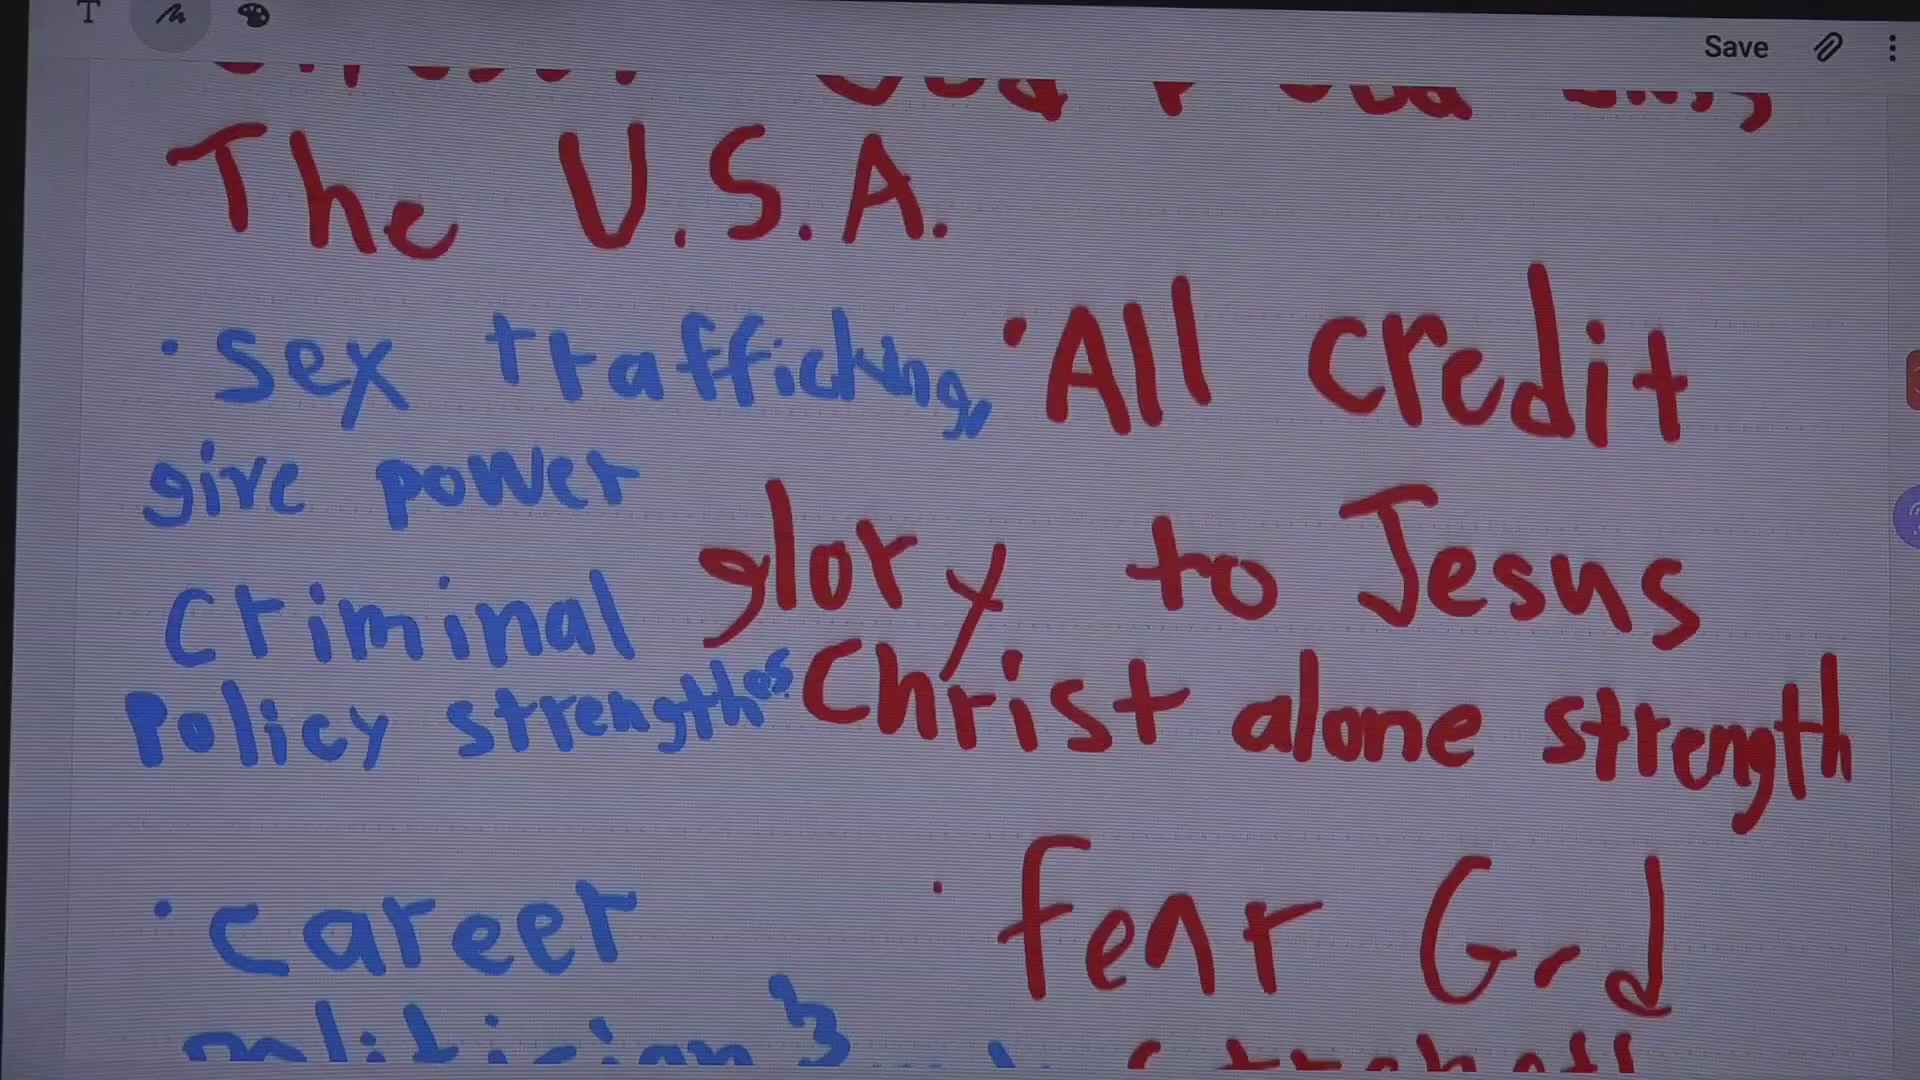 T
Save
The U.S.A.
• sex trafficking,
give power
Criminal
Policy strengthens
• All credit
glory to Jesus
Christ alone strength
• career
• fear God